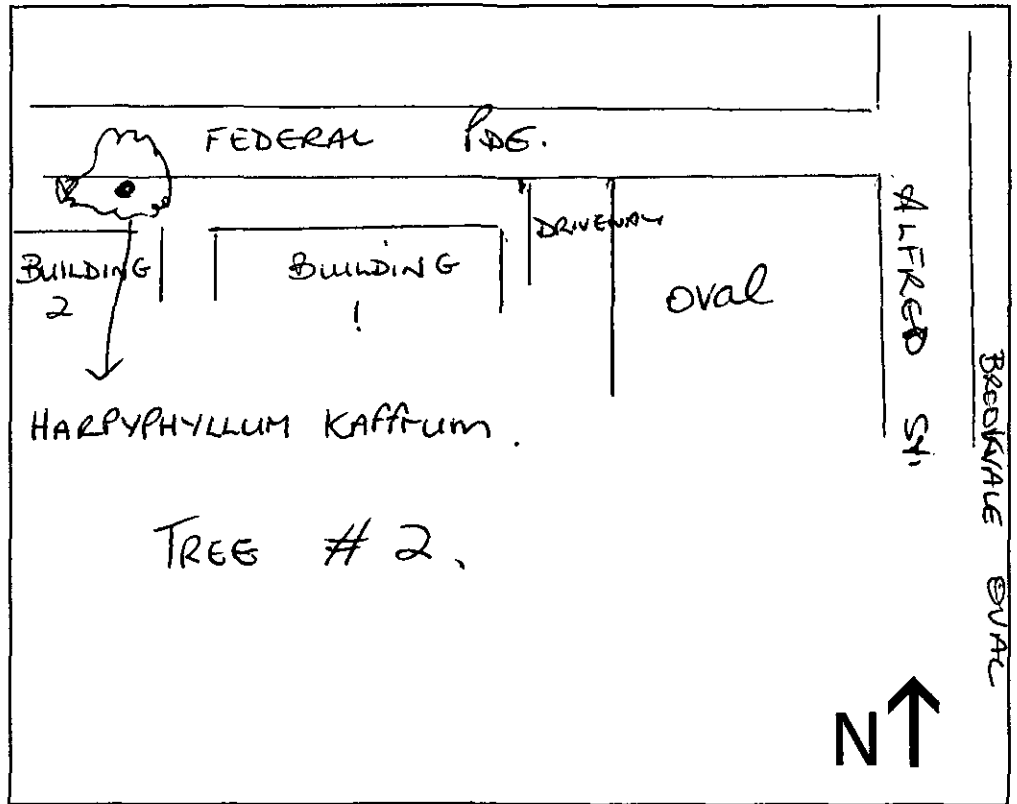 FEDERAL PDE.
DRIVEWAY
BUILDING
2
BUILDING
1
oval
ALFRED ST.
BROOKVALE OVAL
HARPYPHYLLUM KAFFRUM.
TREE # 2.
N